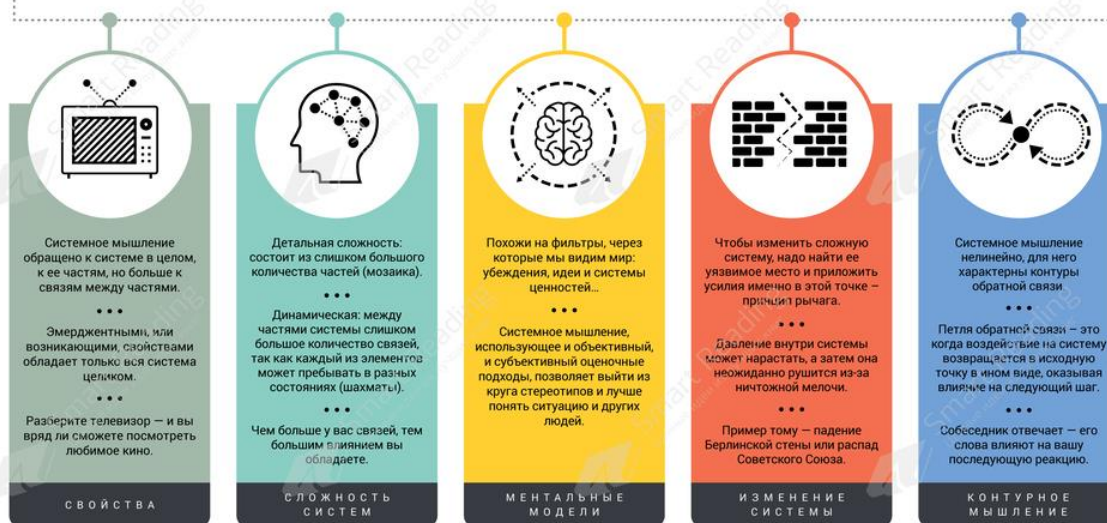 Системное мышление
обращено к системе в целом,
к ее частям, но больше к
связям между частями.
•••
Эмерджентными, или
возникающими, свойствами
обладает только вся система
целиком.
•••
Разберите телевизор — и вы
вряд ли сможете посмотреть
любимое кино.
СВОЙСТВА
Детальная сложность:
состоит из слишком большого
количества частей (мозаика).
•••
Динамическая: между
частями системы слишком
большое количество связей,
так как каждый из элементов
может пребывать в разных
состояниях (шахматы).
•••
Чем больше у вас связей, тем
большим влиянием вы
обладаете.
СЛОЖНОСТЬ
СИСТЕМ
Похожи на фильтры, через
которые мы видим мир:
убеждения, идеи и системы
ценностей…
•••
Системное мышление,
использующее и объективный,
и субъективный оценочные
подходы, позволяет выйти из
круга стереотипов и лучше
понять ситуацию и других
людей.
МЕНТАЛЬНЫЕ
МОДЕЛИ
Чтобы изменить сложную
систему, надо найти ее
уязвимое место и приложить
усилия именно в этой точке –
принцип рычага.
•••
Давление внутри системы
может нарастать, а затем она
неожиданно рушится из-за
ничтожной мелочи.
•••
Пример тому — падение
Берлинской стены или распад
Советского Союза.
ИЗМЕНЕНИЕ
СИСТЕМЫ
Системное мышление
нелинейно, для него
характерны контуры
обратной связи
•••
Петля обратной связи – это
когда воздействие на систему
возвращается в исходную
точку в ином виде, оказывая
влияние на следующий шаг.
•••
Собеседник отвечает — его
слова влияют на вашу
последующую реакцию.
КОНТУРНОЕ
МЫШЛЕНИЕ
Smart Reading